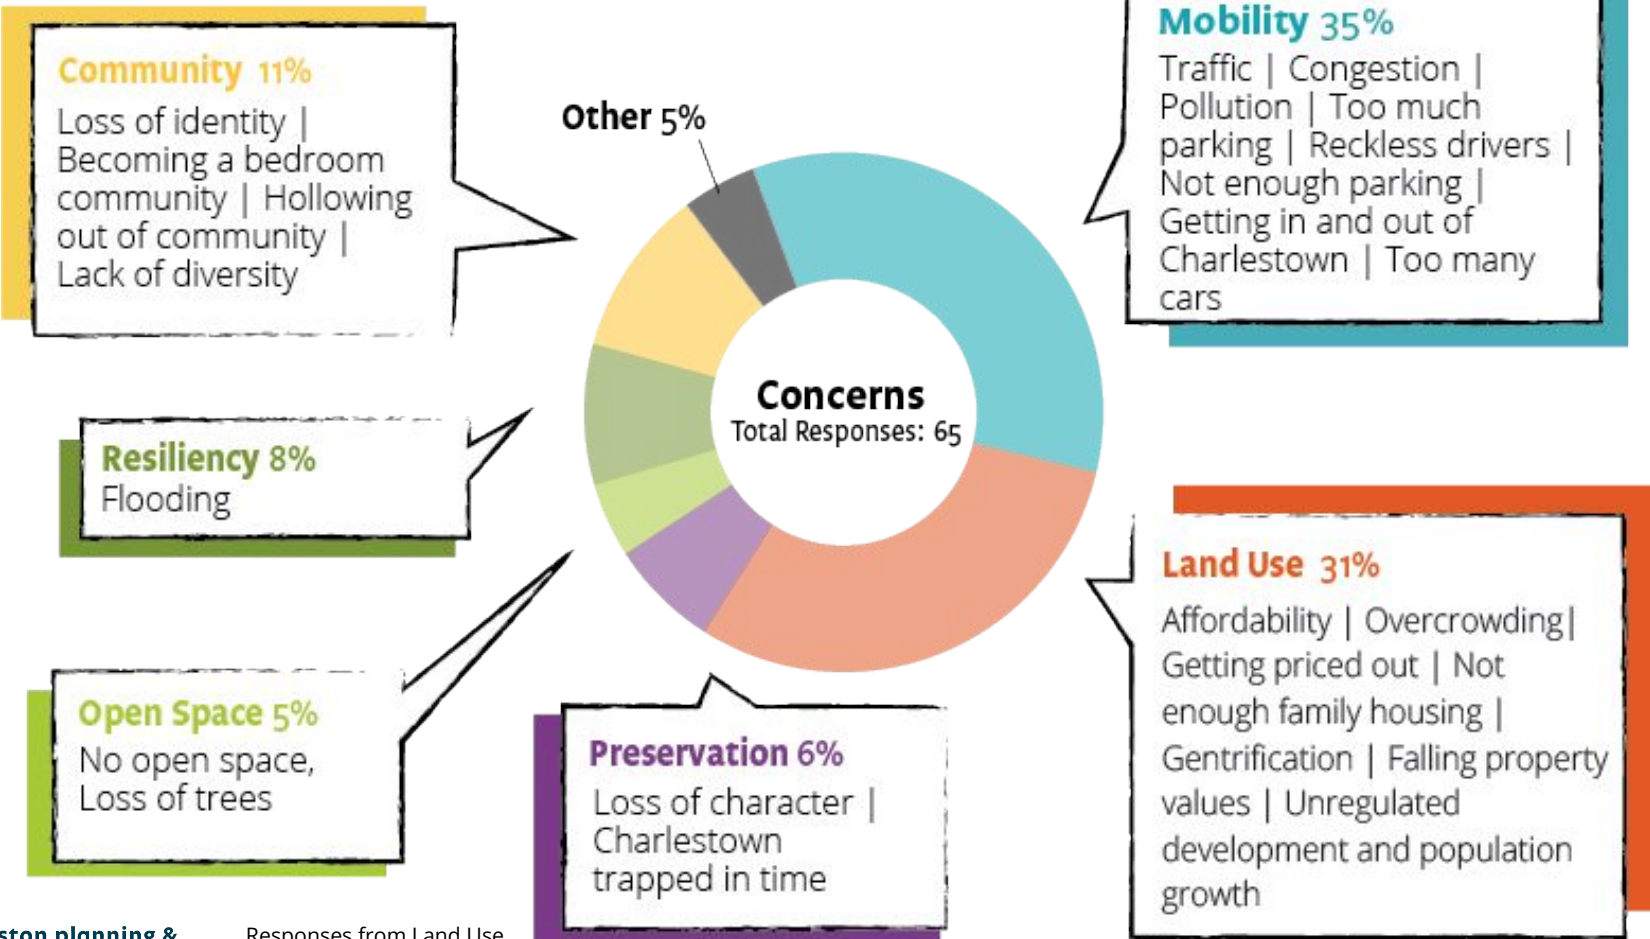 Community 11%
Loss of identity |
Becoming a bedroom
community | Hollowing
out of community |
Lack of diversity
Other 5%
Mobility 35%
Traffic | Congestion |
Pollution | Too much
parking | Reckless drivers |
Not enough parking |
Getting in and out of
Charlestown | Too many
cars
Concerns
Total Responses: 65
Resiliency 8%
Flooding
Land Use 31%
Affordability | Overcrowding|
Getting priced out | Not
enough family housing |
Gentrification | Falling property
values | Unregulated
development and population
growth
Open Space 5%
No open space,
Loss of trees
Preservation 6%
Loss of character |
Charlestown
trapped in time
ston planning &
Responses from Land Use